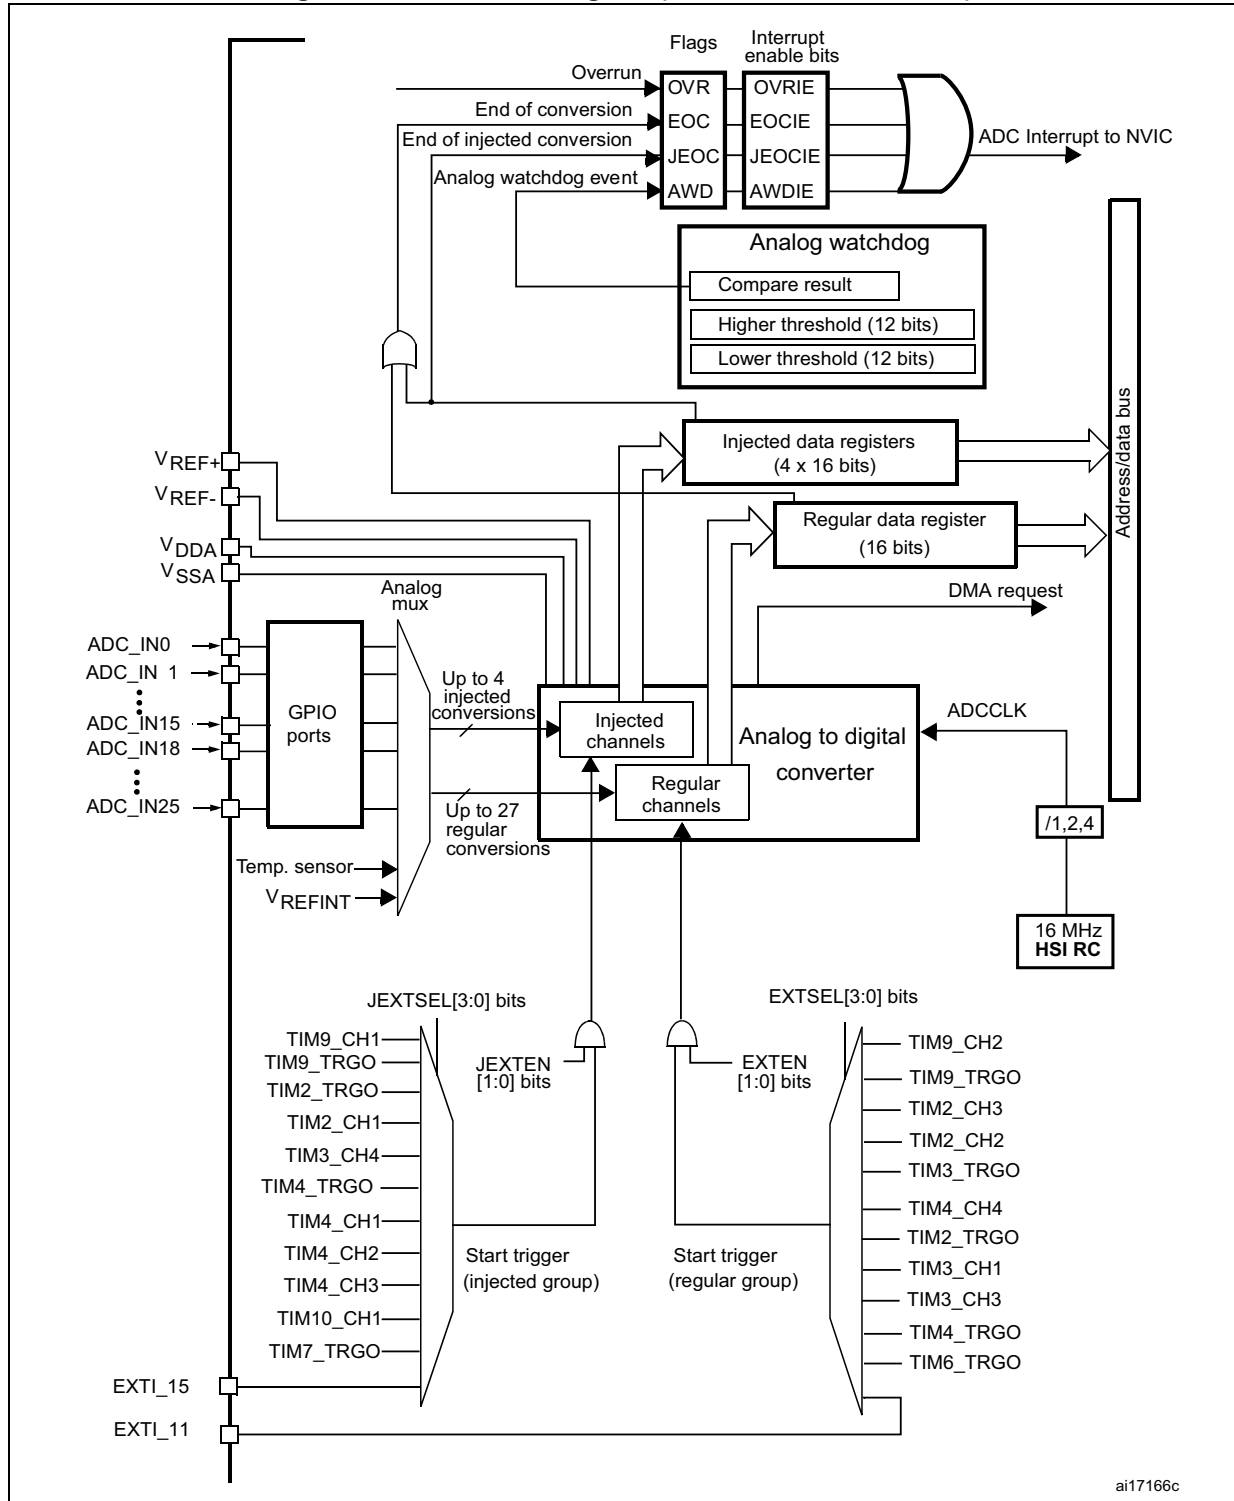 Flags
Interrupt
enable bits
Overrun
OVR
OVRIE
End of conversion
EOC
EOCIE
End of injected conversion
JEOC
JEOCIE
ADC Interrupt to NVIC
Analog watchdog event
AWD
AWDIE
Analog watchdog
Compare result
Higher threshold (12 bits)
Lower threshold (12 bits)
Address/data bus
Injected data registers
(4 x 16 bits)
Regular data register
(16 bits)
DMA request
VREF+
VREF-
VDDA
VSSA
Analog
mux
ADC_IN0
ADC_IN 1
ADC_IN15
ADC_IN18
ADC_IN25
GPIO
ports
Temp. sensor
VREFINT
Up to 4
injected
conversions
Up to 27
regular
conversions
Injected
channels
Regular
channels
Analog to digital
converter
ADCCLK
/1,2,4
16 MHz
HSI RC
JEXTSEL[3:0] bits
TIM9_CH1
TIM9_TRGO
TIM2_TRGO
TIM2_CH1
TIM3_CH4
TIM4_TRGO
TIM4_CH1
TIM4_CH2
TIM4_CH3
TIM10_CH1
TIM7_TRGO
JEXTEN
[1:0] bits
Start trigger
(injected group)
EXTSEL[3:0] bits
EXTEN
[1:0] bits
Start trigger
(regular group)
TIM9_CH2
TIM9_TRGO
TIM2_CH3
TIM2_CH2
TIM3_TRGO
TIM4_CH4
TIM2_TRGO
TIM3_CH1
TIM3_CH3
TIM4_TRGO
TIM6_TRGO
EXTI_15
EXTI_11
ai17166c